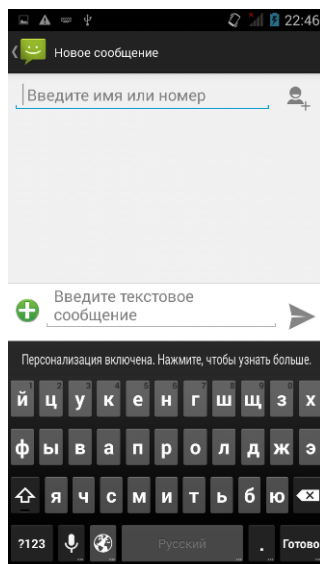 22:46
Новое сообщение
Введите имя или номер
Введите текстовое
сообщение
Персонализация включена. Нажмите, чтобы узнать больше.
й ц у к е н г ш щ з х
ф ы в а п р о л д ж э
я ч с м и т ь б ю
?123 Русский . Готово